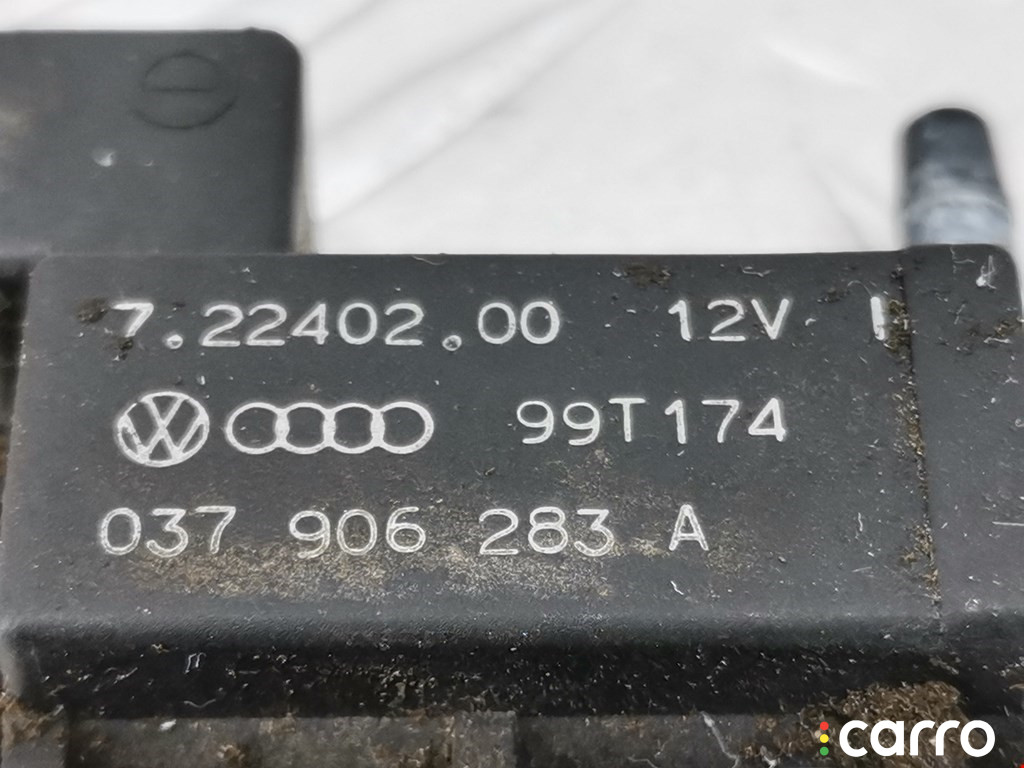 7.22402.00 12V
99T174
037 906 283 A
carro